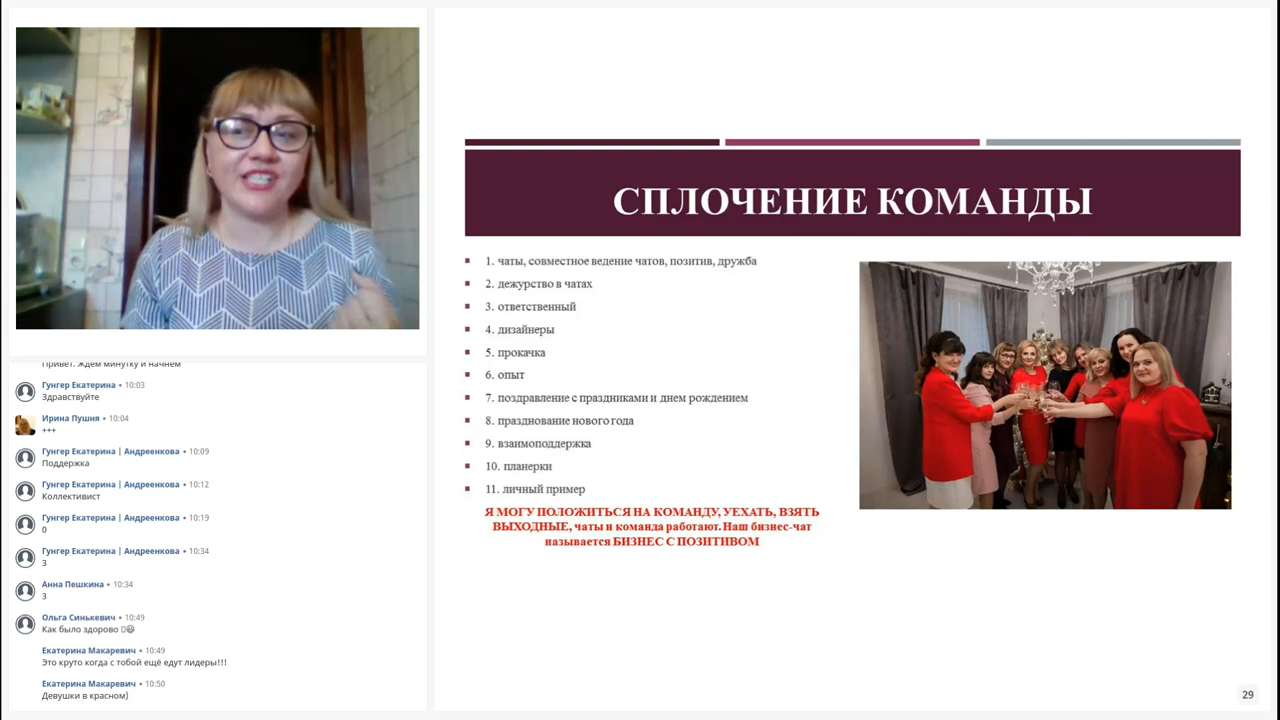 Привет. Ждем минутку и начнем
Гунгер Екатерина • 10:03
Здравствуйте
Ирина Пушня • 10:04
+++
Гунгер Екатерина | Андреенкова • 10:09
Поддержка
Гунгер Екатерина | Андреенкова • 10:12
Коллективист
Гунгер Екатерина | Андреенкова • 10:19
0
Гунгер Екатерина | Андреенкова • 10:34
3
Анна Пешкина • 10:34
3
Ольга Синькевич • 10:49
Как было здорово
Екатерина Макаревич • 10:49
Это круто когда с тобой ещё едут лидеры!!!
Екатерина Макаревич • 10:50
Девушки в красном)
СПЛОЧЕНИЕ КОМАНДЫ
1. чаты, совместное ведение чатов, позитив, дружба
2. дежурство в чатах
3. ответственный
4. дизайнеры
5. прокачка
6. опыт
7. поздравление с праздниками и днем рождением
8. празднование нового года
9. взаимоподдержка
10. планерки
11. личный пример
Я МОГУ ПОЛОЖИТЬСЯ НА КОМАНДУ, УЕХАТЬ, ВЗЯТЬ
ВЫХОДНЫЕ, чаты и команда работают. Наш бизнес-чат
называется БИЗНЕС С ПОЗИТИВОМ
29